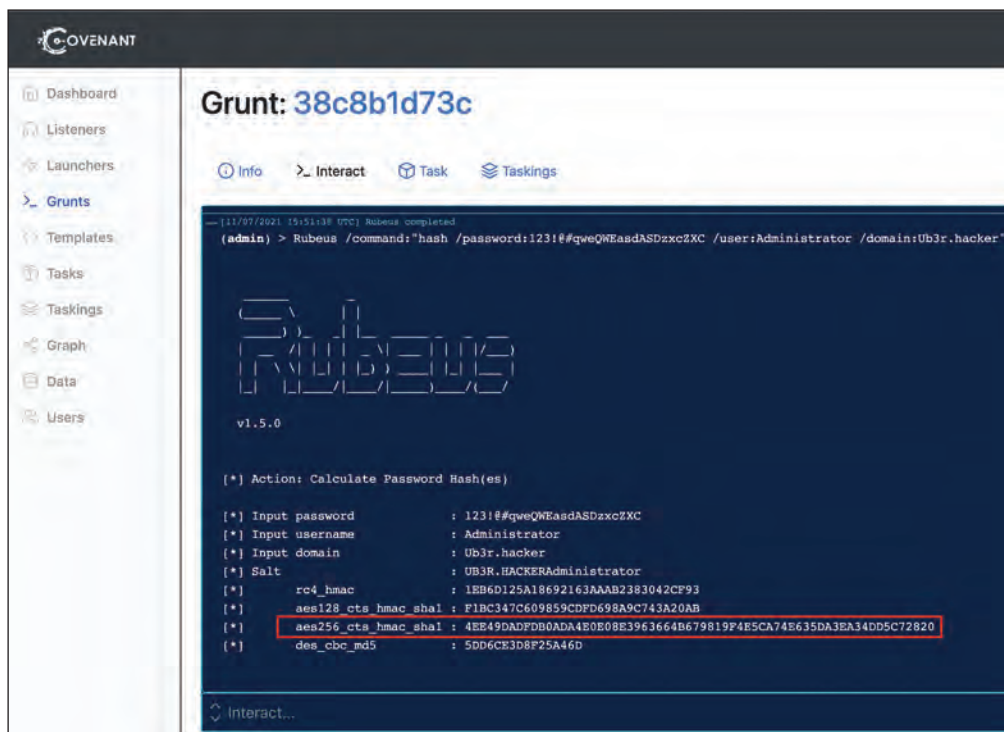 COVENANT
Dashboard
Listeners
Launchers
Grunts
Templates
Tasks
Taskings
Graph
Data
Users
Grunt: 38c8b1d73c
Info
Interact
Task
Taskings
[11/07/2021 15:51:38 UTC] Rubeus completed
(admin) > Rubeus /command:"hash /password:123!@#qweQWEasdASDzxcZXC /user:Administrator /domain:Ub3r.hacker"
Rubeus
v1.5.0
[*] Action: Calculate Password Hash(es)
[*] Input password : 123!@#qweQWEasdASDzxcZXC
[*] Input username : Administrator
[*] Input domain : Ub3r.hacker
[*] Salt : UB3R.HACKERAdministrator
[*] rc4_hmac : 1EB6D125A18692163AAAB2383042CF93
[*] aes128_cts_hmac_sha1 : F1BC347C609859CDFD698A9C743A20AB
[*] aes256_cts_hmac_sha1 : 4EE49DADFDB0ADA4E0E08E3963664B679819F4E5CA74E635DA3EA34DD5C72820
[*] des_cbc_md5 : 5DD6CE3D8F25A46D
Interact...